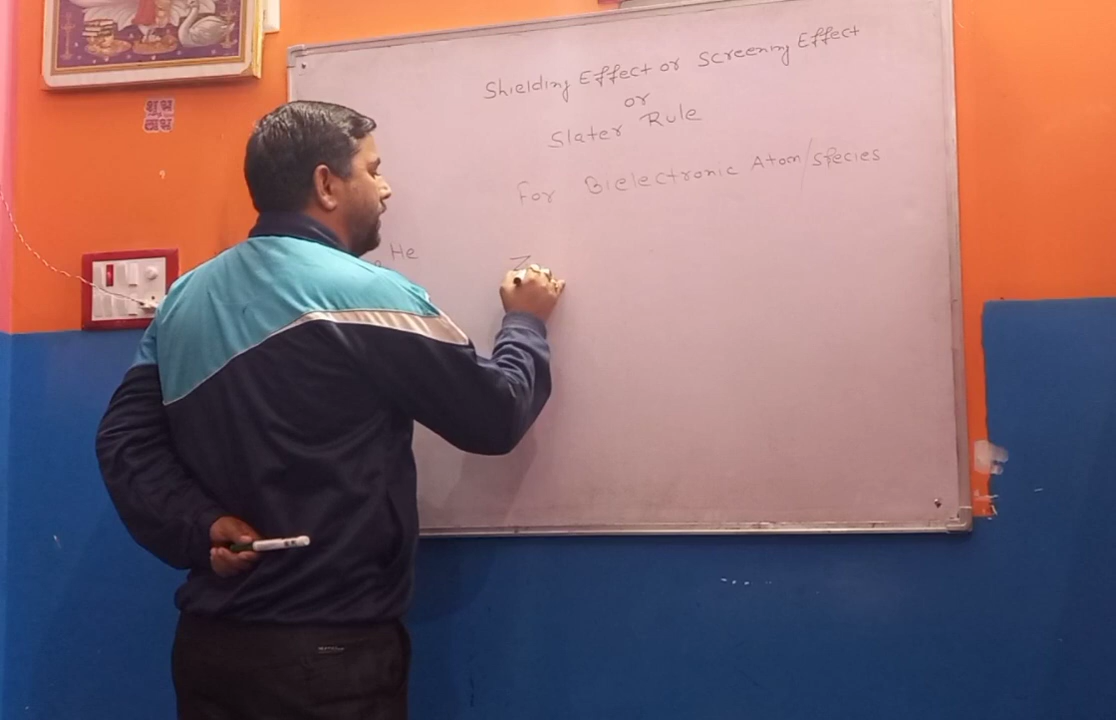 Shielding Effect or Screening Effect
or
Slater Rule
For Bielectronic Atom/Species
He
Z
शुभ
लाभ